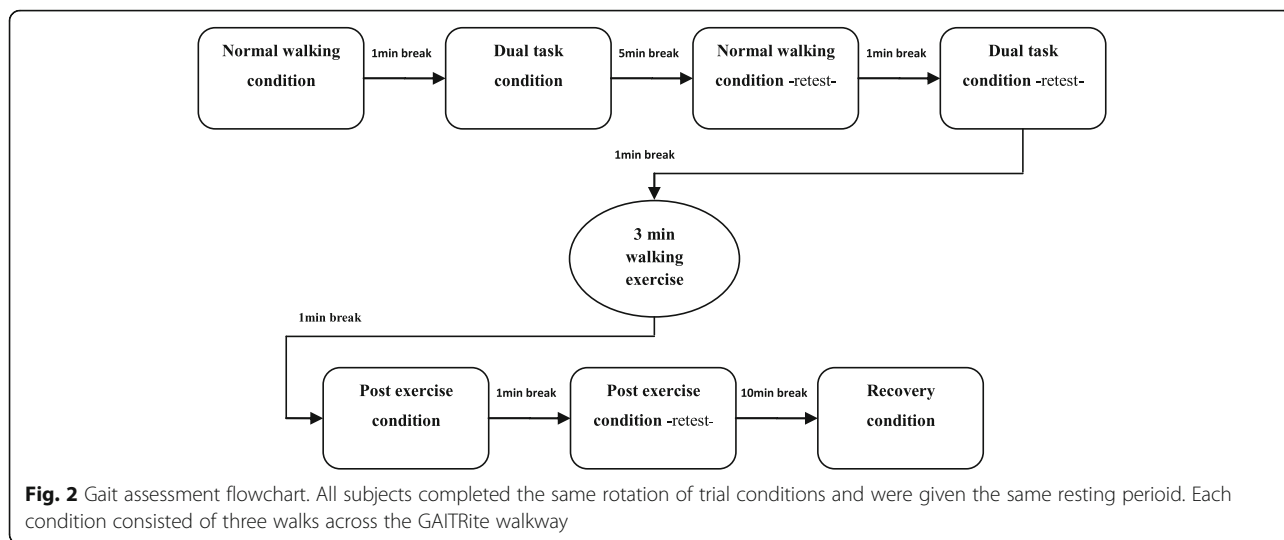 Normal walking
condition
1min break
Dual task
condition
5min break
Normal walking
condition -retest-
1min break
Dual task
condition -retest-
1min break
3 min
walking
exercise
1min break
Post exercise
condition
1min break
Post exercise
condition -retest-
10min break
Recovery
condition
Fig. 2 Gait assessment flowchart. All subjects completed the same rotation of trial conditions and were given the same resting perioid. Each
condition consisted of three walks across the GAITRite walkway